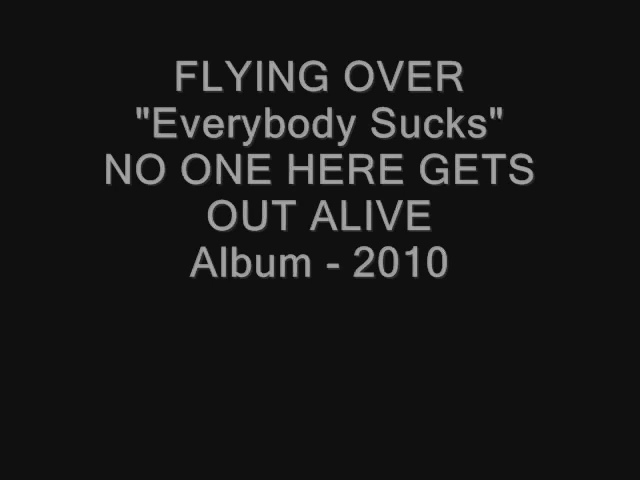 FLYING OVER
"Everybody Sucks"
NO ONE HERE GETS
OUT ALIVE
Album - 2010